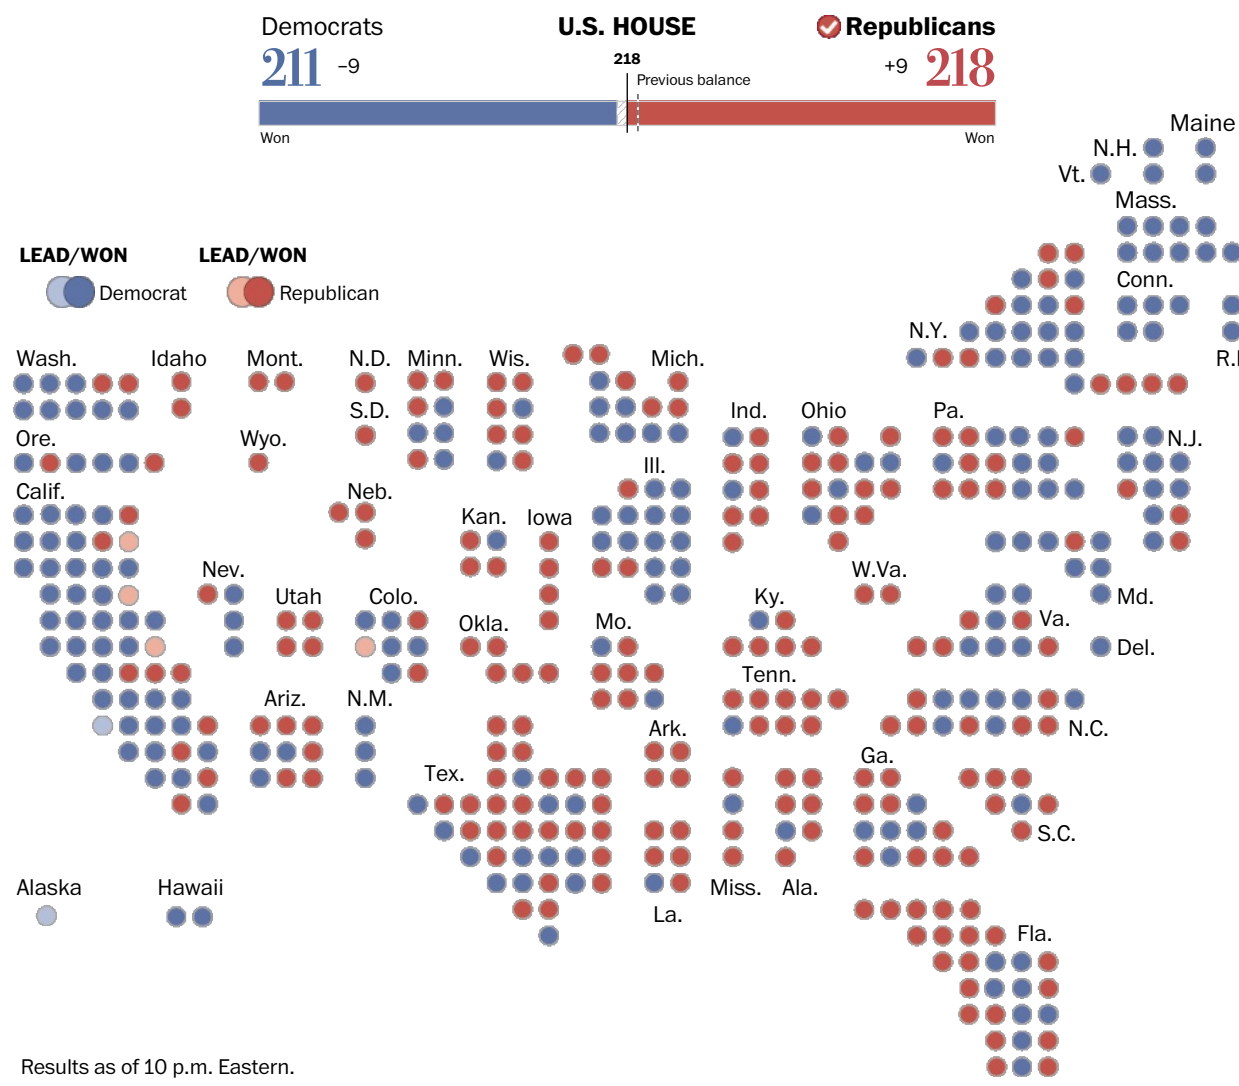 Democrats
U.S. HOUSE
Republicans
211
–9
218
+9
218
Previous balance
Won
Won
Maine
N.H.
Vt.
Mass.
LEAD/WON
LEAD/WON
Democrat
Republican
Conn.
N.Y.
R.I
Wash.
Idaho
Mont.
N.D.
Minn.
Wis.
Mich.
S.D.
Ind.
Ohio
Pa.
Ore.
Wyo.
N.J.
Ill.
Calif.
Neb.
Kan.
Iowa
Nev.
W.Va.
Utah
Colo.
Ky.
Md.
Okla.
Mo.
Va.
Del.
Tenn.
Ariz.
N.M.
Ark.
N.C.
Ga.
Tex.
S.C.
Alaska
Hawaii
Miss.
Ala.
La.
Fla.
Results as of 10 p.m. Eastern.